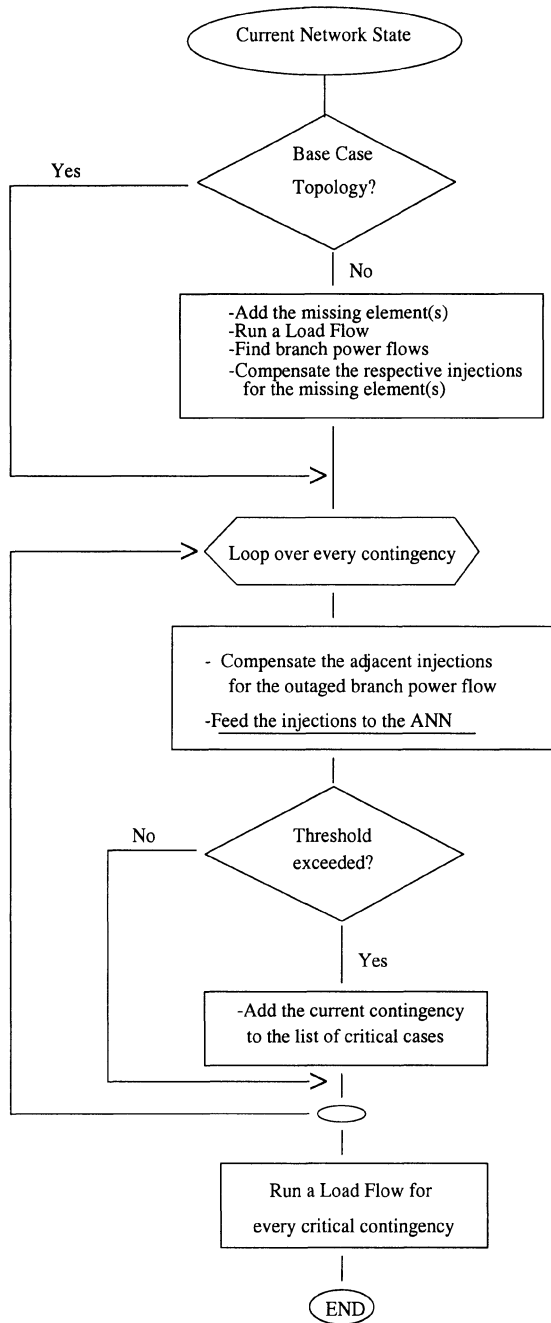 Current Network State
Base Case
Topology?
Yes
No
-Add the missing element(s)
-Run a Load Flow
-Find branch power flows
-Compensate the respective injections
for the missing element(s)
Loop over every contingency
- Compensate the adjacent injections
for the outaged branch power flow
-Feed the injections to the ANN
No
Threshold
exceeded?
Yes
-Add the current contingency
to the list of critical cases
Run a Load Flow for
every critical contingency
END